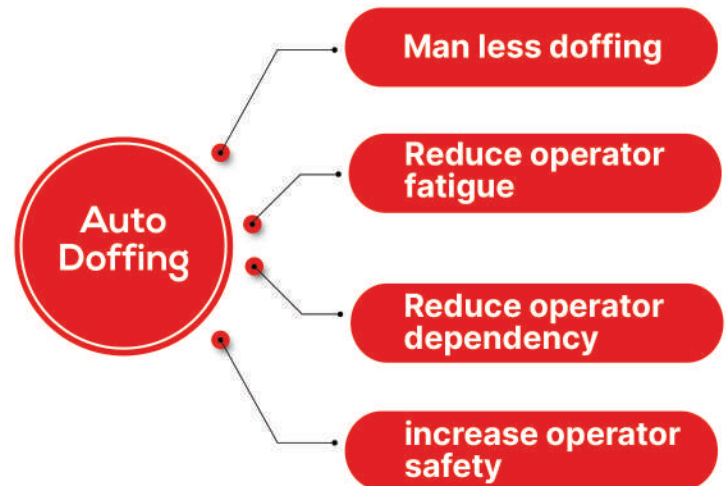 Auto
Doffing
Man less doffing
Reduce operator
fatigue
Reduce operator
dependency
increase operator
safety